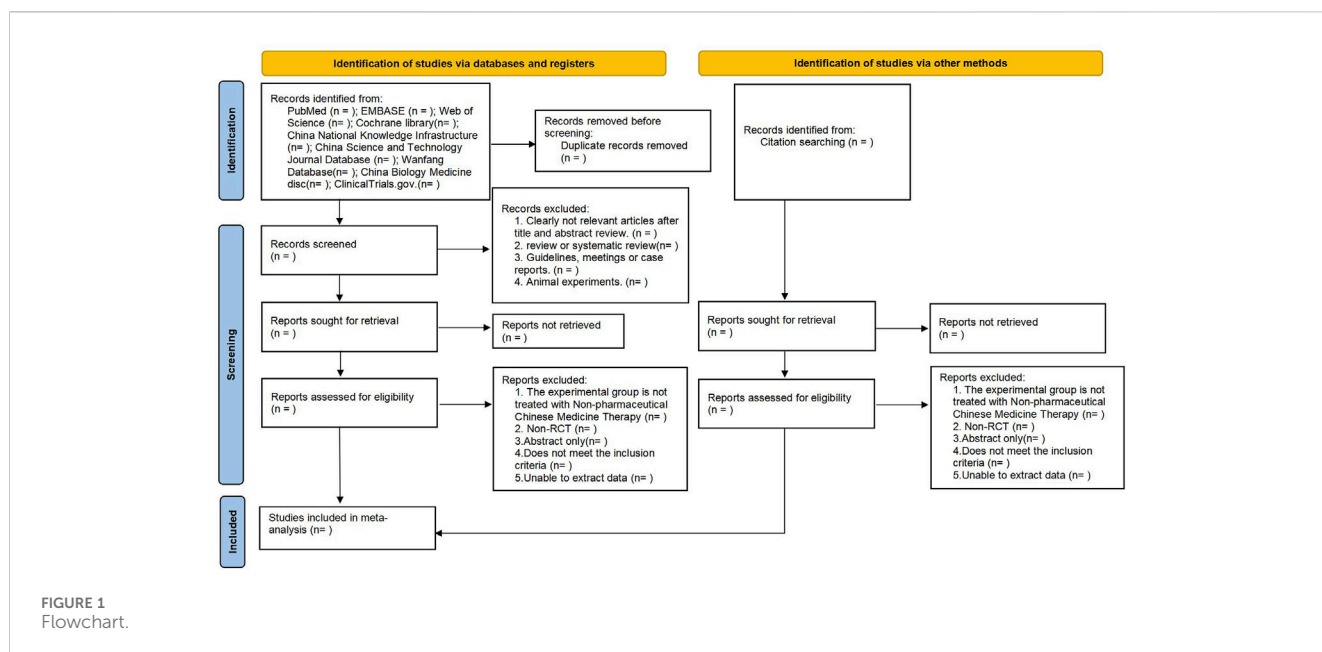 Identification of studies via databases and registers
Identification of studies via other methods
Identification
Records identified from:
PubMed (n = ); EMBASE (n = ); Web of
Science (n= ); Cochrane library(n= );
China National Knowledge Infrastructure
(n= ); China Science and Technology
Journal Database (n= ); Wanfang
Database(n= ); China Biology Medicine
disc(n= ); ClinicalTrials.gov.(n= )
Records removed before
screening:
Duplicate records removed
(n = )
Records identified from:
Citation searching (n = )
Screening
Records screened
(n = )
Records excluded:
1. Clearly not relevant articles after
title and abstract review. (n = )
2. review or systematic review(n= )
3. Guidelines, meetings or case
reports. (n = )
4. Animal experiments. (n= )
Reports sought for retrieval
(n = )
Reports not retrieved
(n = )
Reports sought for retrieval
(n = )
Reports not retrieved
(n = )
Reports assessed for eligibility
(n = )
Reports excluded:
1. The experimental group is not
treated with Non-pharmaceutical
Chinese Medicine Therapy (n= )
2. Non-RCT (n= )
3.Abstract only(n= )
4.Does not meet the inclusion
criteria (n= )
5.Unable to extract data (n= )
Reports assessed for eligibility
(n = )
Reports excluded:
1. The experimental group is not
treated with Non-pharmaceutical
Chinese Medicine Therapy (n= )
2. Non-RCT (n= )
3.Abstract only(n= )
4.Does not meet the inclusion
criteria (n= )
5.Unable to extract data (n= )
Included
Studies included in meta-
analysis (n= )
FIGURE 1
Flowchart.